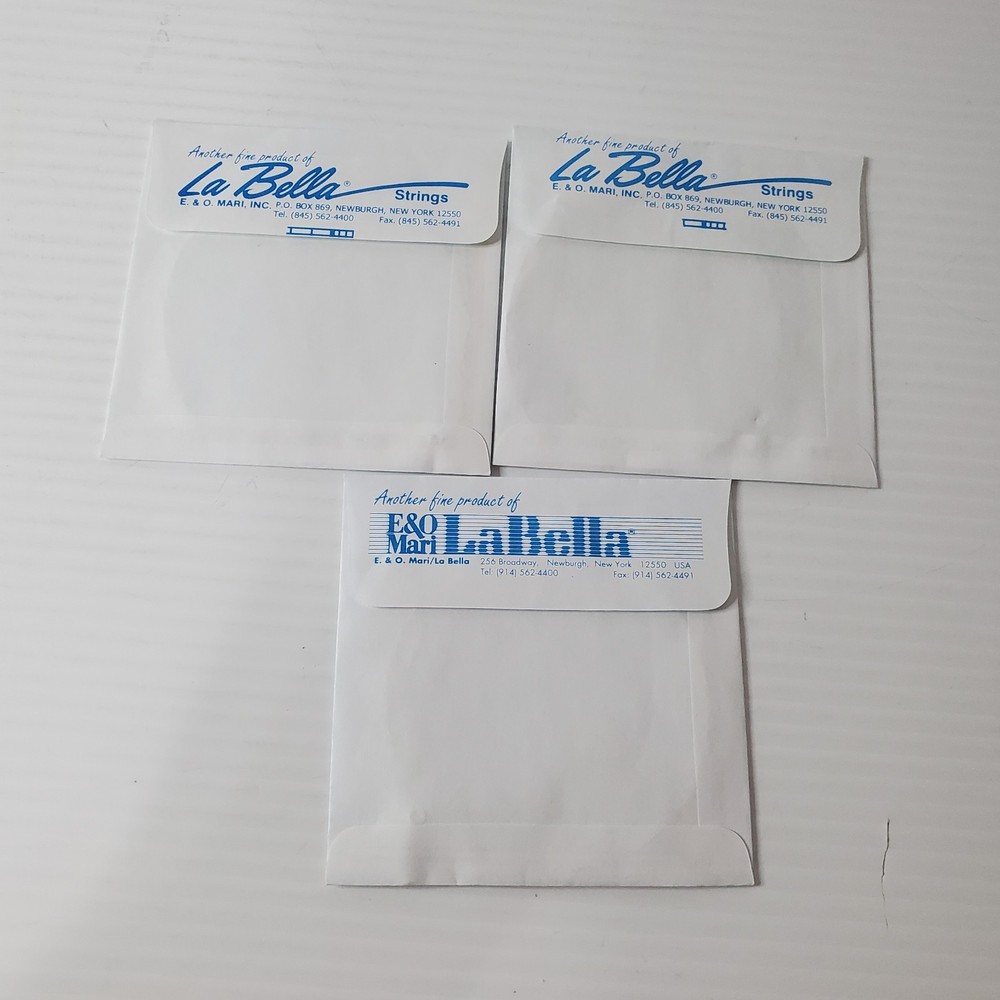 Another fine product of
La Bella® Strings
E. & O. MARI, INC. P.O. BOX 869, NEWBURGH, NEW YORK 12550
Tel. (845) 562-4400 Fax. (845) 562-4491
Another fine product of
La Bella® Strings
E. & O. MARI, INC. P.O. BOX 869, NEWBURGH, NEW YORK 12550
Tel. (845) 562-4400 Fax. (845) 562-4491
Another fine product of
E&O Mari LaBella®
E. & O. Mari/La Bella 256 Broadway, Newburgh, New York 12550 USA
Tel: (914) 562-4400 Fax: (914) 562-4491